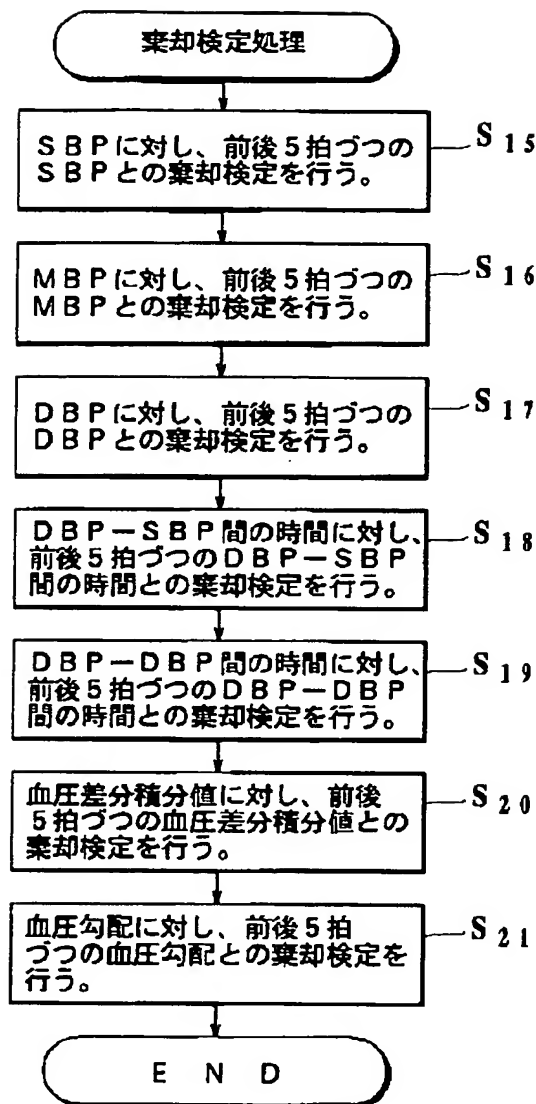 棄却検定処理
SBPに対し、前後5拍づつの
SBPとの棄却検定を行う。
S15
MBPに対し、前後5拍づつの
MBPとの棄却検定を行う。
S16
DBPに対し、前後5拍づつの
DBPとの棄却検定を行う。
S17
DBP−SBP間の時間に対し、
前後5拍づつのDBP−SBP
間の時間との棄却検定を行う。
S18
DBP−DBP間の時間に対し、
前後5拍づつのDBP−DBP
間の時間との棄却検定を行う。
S19
血圧差分積分値に対し、前後
5拍づつの血圧差分積分値との
棄却検定を行う。
S20
血圧勾配に対し、前後5拍
づつの血圧勾配との棄却検定を
行う。
S21
END